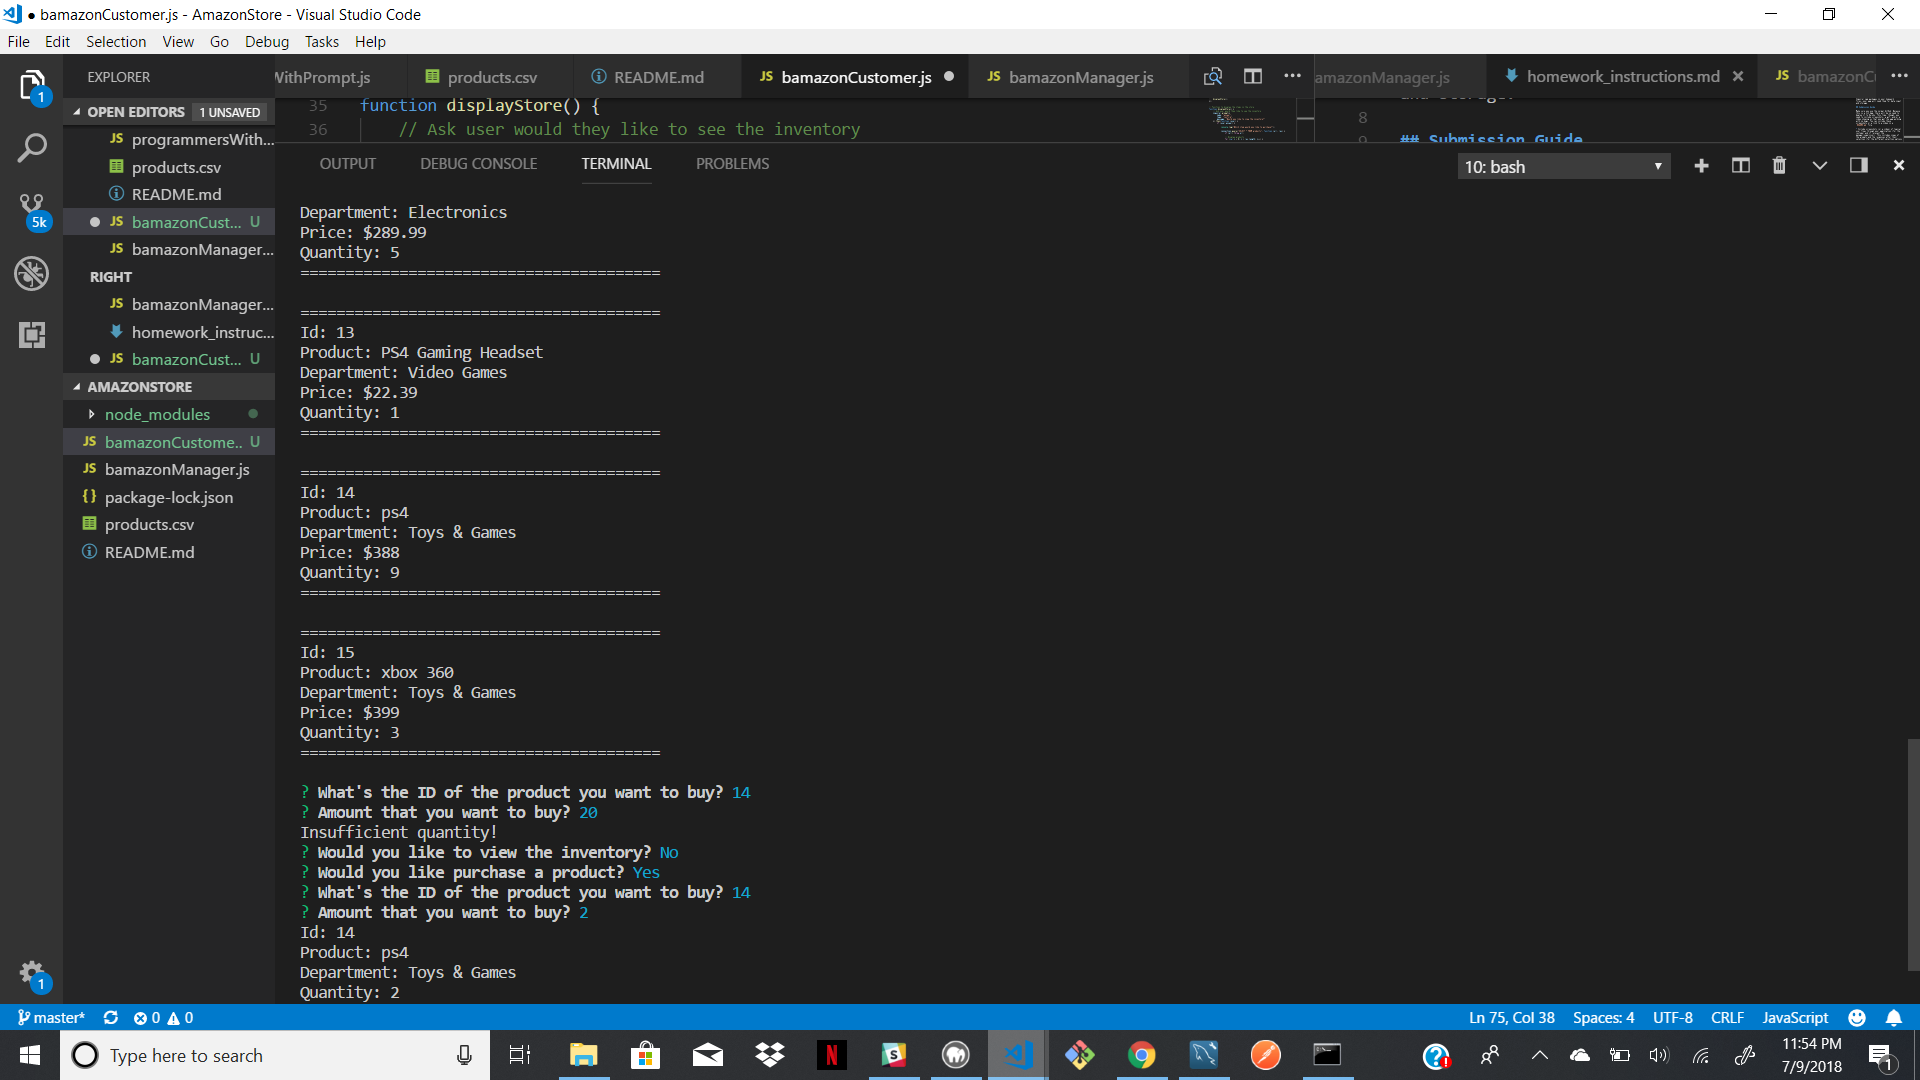 ● bamazonCustomer.js - AmazonStore - Visual Studio Code
File Edit Selection View Go Debug Tasks Help
EXPLORER
OPEN EDITORS 1 UNSAVED
programmersWith...
products.csv
README.md
bamazonCust... U
bamazonManager...
RIGHT
bamazonManager...
homework_instruc...
bamazonCust... U
AMAZONSTORE
node_modules
bamazonCustome.. U
bamazonManager.js
package-lock.json
products.csv
README.md
1
5k
1
WithPrompt.js products.csv README.md JS bamazonCustomer.js ● JS bamazonManager.js
amazonManager.js homework_instructions.md JS bamazonC
35 function displayStore() {
36 // Ask user would they like to see the inventory
8
9 ## Submission Guide
OUTPUT DEBUG CONSOLE TERMINAL PROBLEMS
10: bash
Department: Electronics
Price: $289.99
Quantity: 5
========================================
========================================
Id: 13
Product: PS4 Gaming Headset
Department: Video Games
Price: $22.39
Quantity: 1
========================================
========================================
Id: 14
Product: ps4
Department: Toys & Games
Price: $388
Quantity: 9
========================================
========================================
Id: 15
Product: xbox 360
Department: Toys & Games
Price: $399
Quantity: 3
========================================
? What's the ID of the product you want to buy? 14
? Amount that you want to buy? 20
Insufficient quantity!
? Would you like to view the inventory? No
? Would you like purchase a product? Yes
? What's the ID of the product you want to buy? 14
? Amount that you want to buy? 2
Id: 14
Product: ps4
Department: Toys & Games
Quantity: 2
master* 0 0 Ln 75, Col 38 Spaces: 4 UTF-8 CRLF JavaScript
Type here to search
11:54 PM
7/9/2018
1